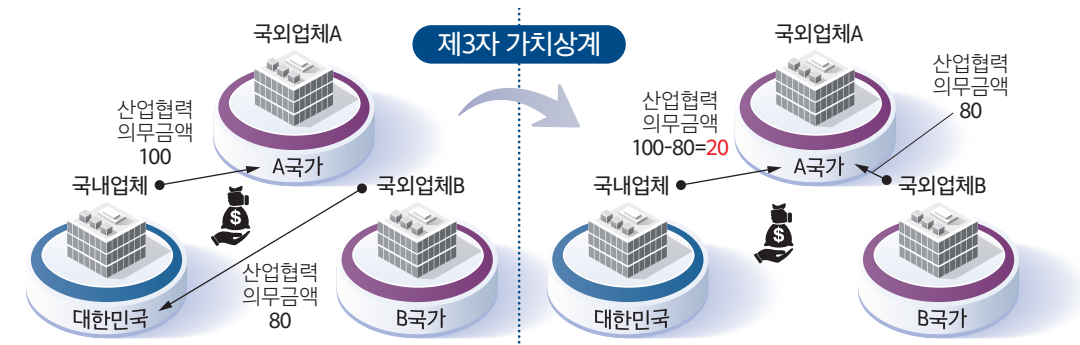 제3자 가치상계
국외업체A
산업협력
의무금액
100
A국가
국내업체
국외업체B
$
산업협력
의무금액
80
대한민국
B국가
국외업체A
산업협력
의무금액
80
산업협력
의무금액
100-80=20
A국가
국내업체
국외업체B
$
대한민국
B국가